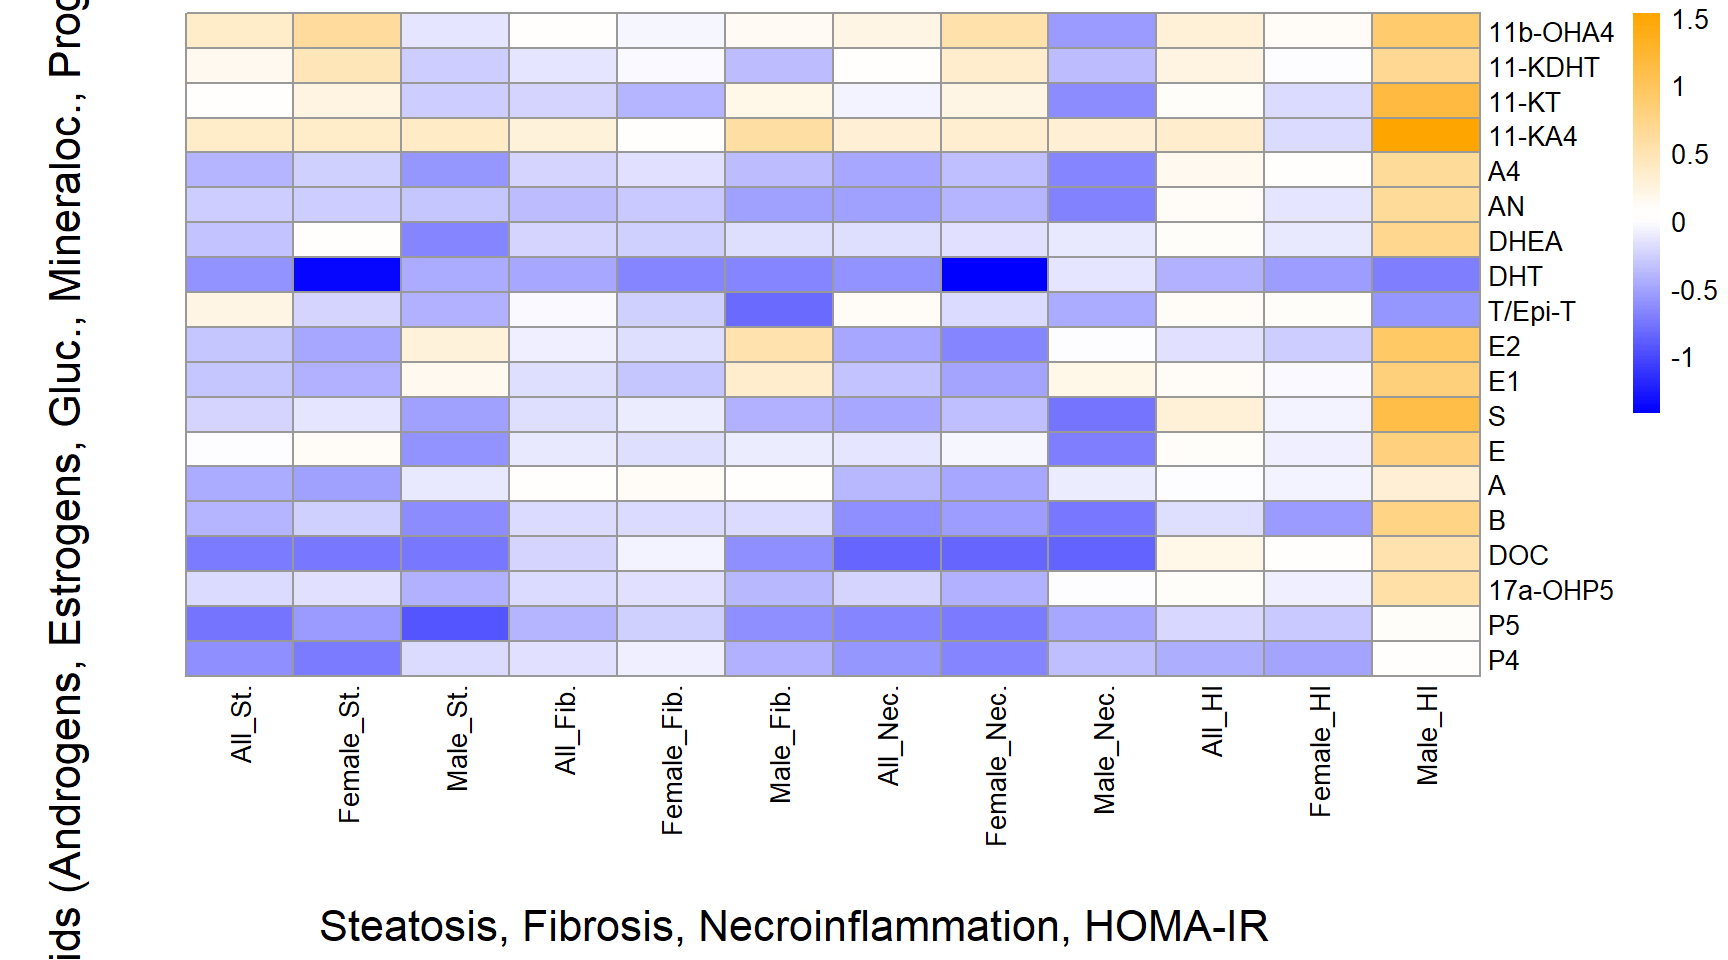 ids (Androgens, Estrogens, Gluc., Mineraloc., Prog
11b-OHA4
11-KDHT
11-KT
11-KA4
A4
AN
DHEA
DHT
T/Epi-T
E2
E1
S
E
A
B
DOC
17a-OHP5
P5
P4
1.5
1
0.5
0
-0.5
-1
All_St.
Female_St.
Male_St.
All_Fib.
Female_Fib.
Male_Fib.
All_Nec.
Female_Nec.
Male_Nec.
All_HI
Female_HI
Male_HI
Steatosis, Fibrosis, Necroinflammation, HOMA-IR